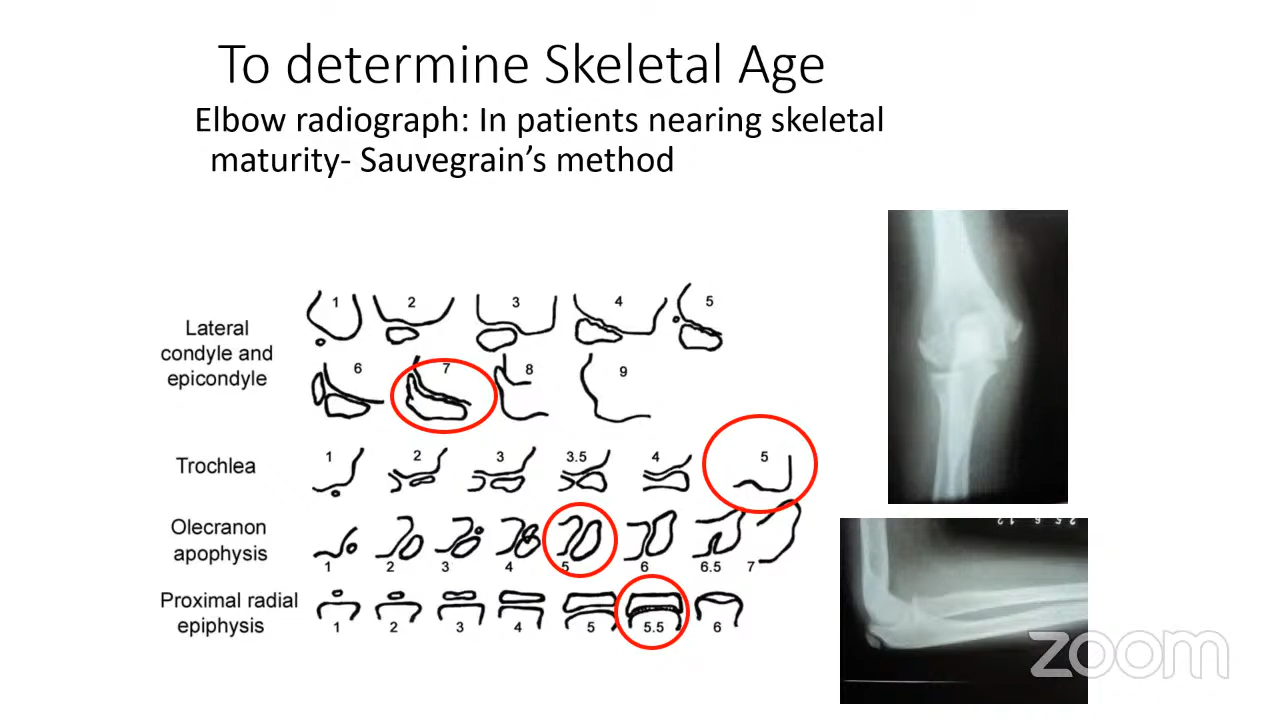 To determine Skeletal Age
Elbow radiograph: In patients nearing skeletal
maturity- Sauvegrain’s method
Lateral
condyle and
epicondyle
1 2 3 4 5
6 7 8 9
Trochlea
1 2 3 3.5 4 5
Olecranon
apophysis
1 2 3 4 5 6 6.5 7
Proximal radial
epiphysis
1 2 3 4 5 5.5 6
zoom